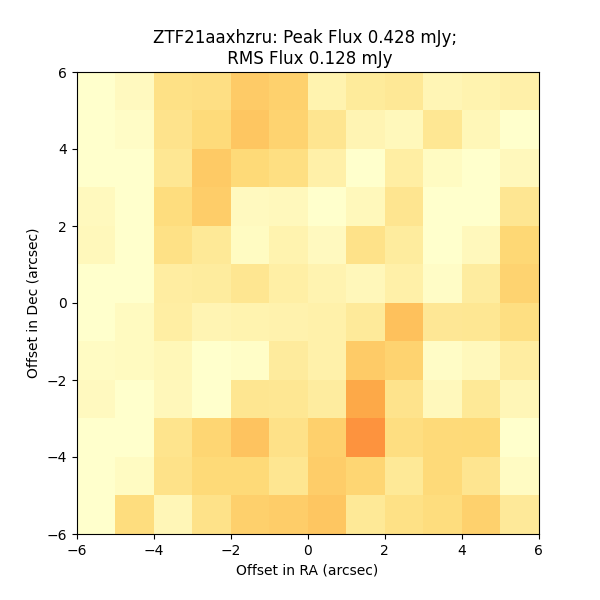 ZTF21aaxhzru: Peak Flux 0.428 mJy;
RMS Flux 0.128 mJy
6
4
2
0
−2
−4
−6
Offset in Dec (arcsec)
−6 −4 −2 0 2 4 6
Offset in RA (arcsec)